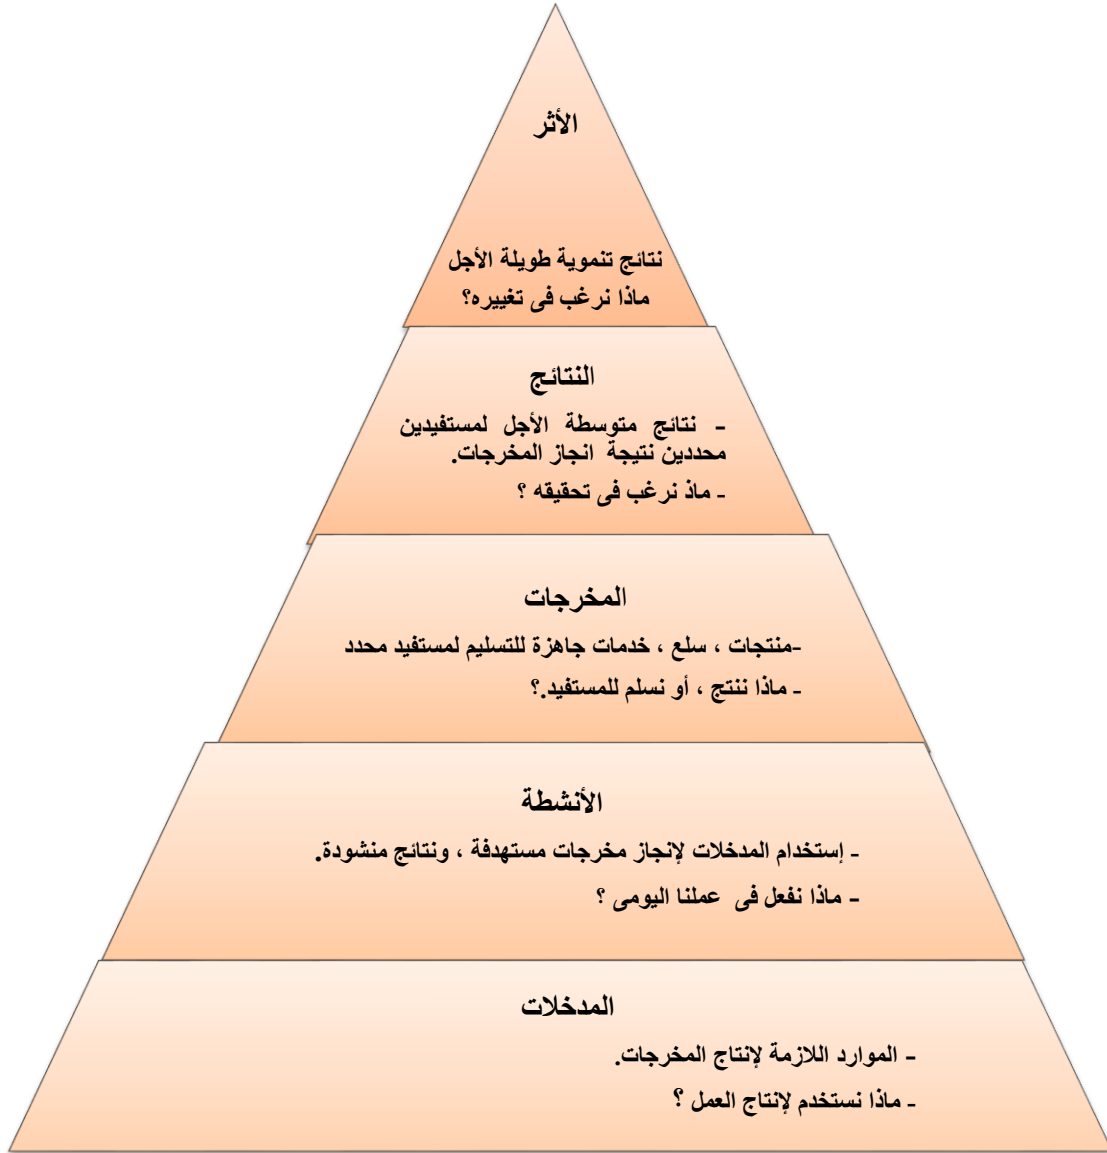 الأثر
نتائج تنموية طويلة الأجل
ماذا نرغب فى تغييره؟
النتائج
- نتائج متوسطة الأجل لمستفيدين
محددين نتيجة انجاز المخرجات.
- ماذ نرغب فى تحقيقه ؟
المخرجات
-منتجات ، سلع ، خدمات جاهزة للتسليم لمستفيد محدد
- ماذا ننتج ، أو نسلم للمستفيد.؟
الأنشطة
- إستخدام المدخلات لإنجاز مخرجات مستهدفة ، ونتائج منشودة.
- ماذا نفعل فى عملنا اليومى ؟
المدخلات
- الموارد اللازمة لإنتاج المخرجات.
- ماذا نستخدم لإنتاج العمل ؟